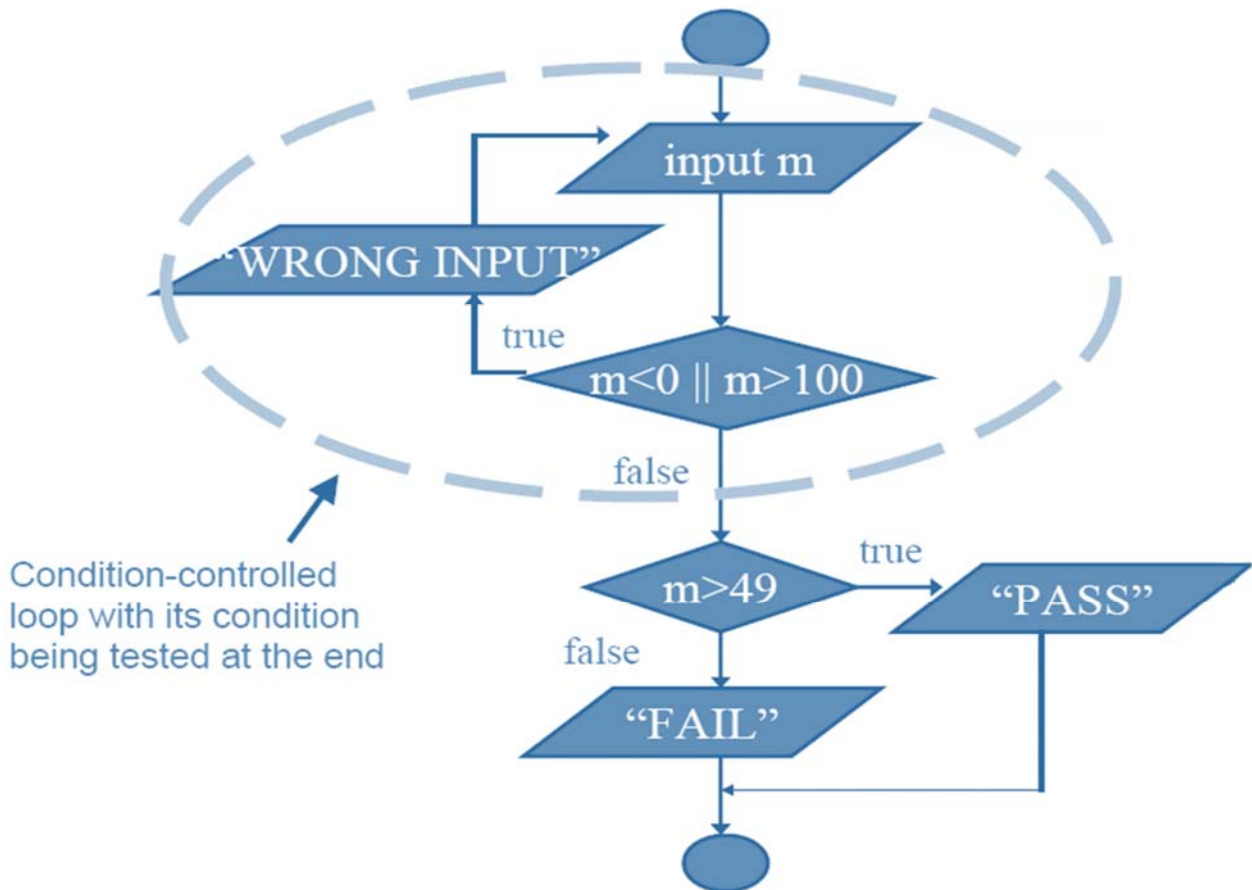 input m
“WRONG INPUT”
true
m<0 || m>100
false
Condition-controlled
loop with its condition
being tested at the end
true
m>49
“PASS”
false
“FAIL”